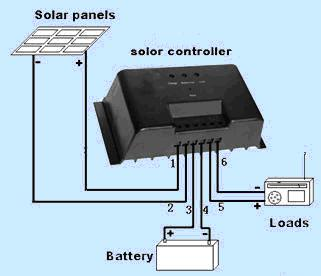 Solar panels
solor controller
- +
1 6
2 3 4 5
-
+
+ -
Loads
Battery